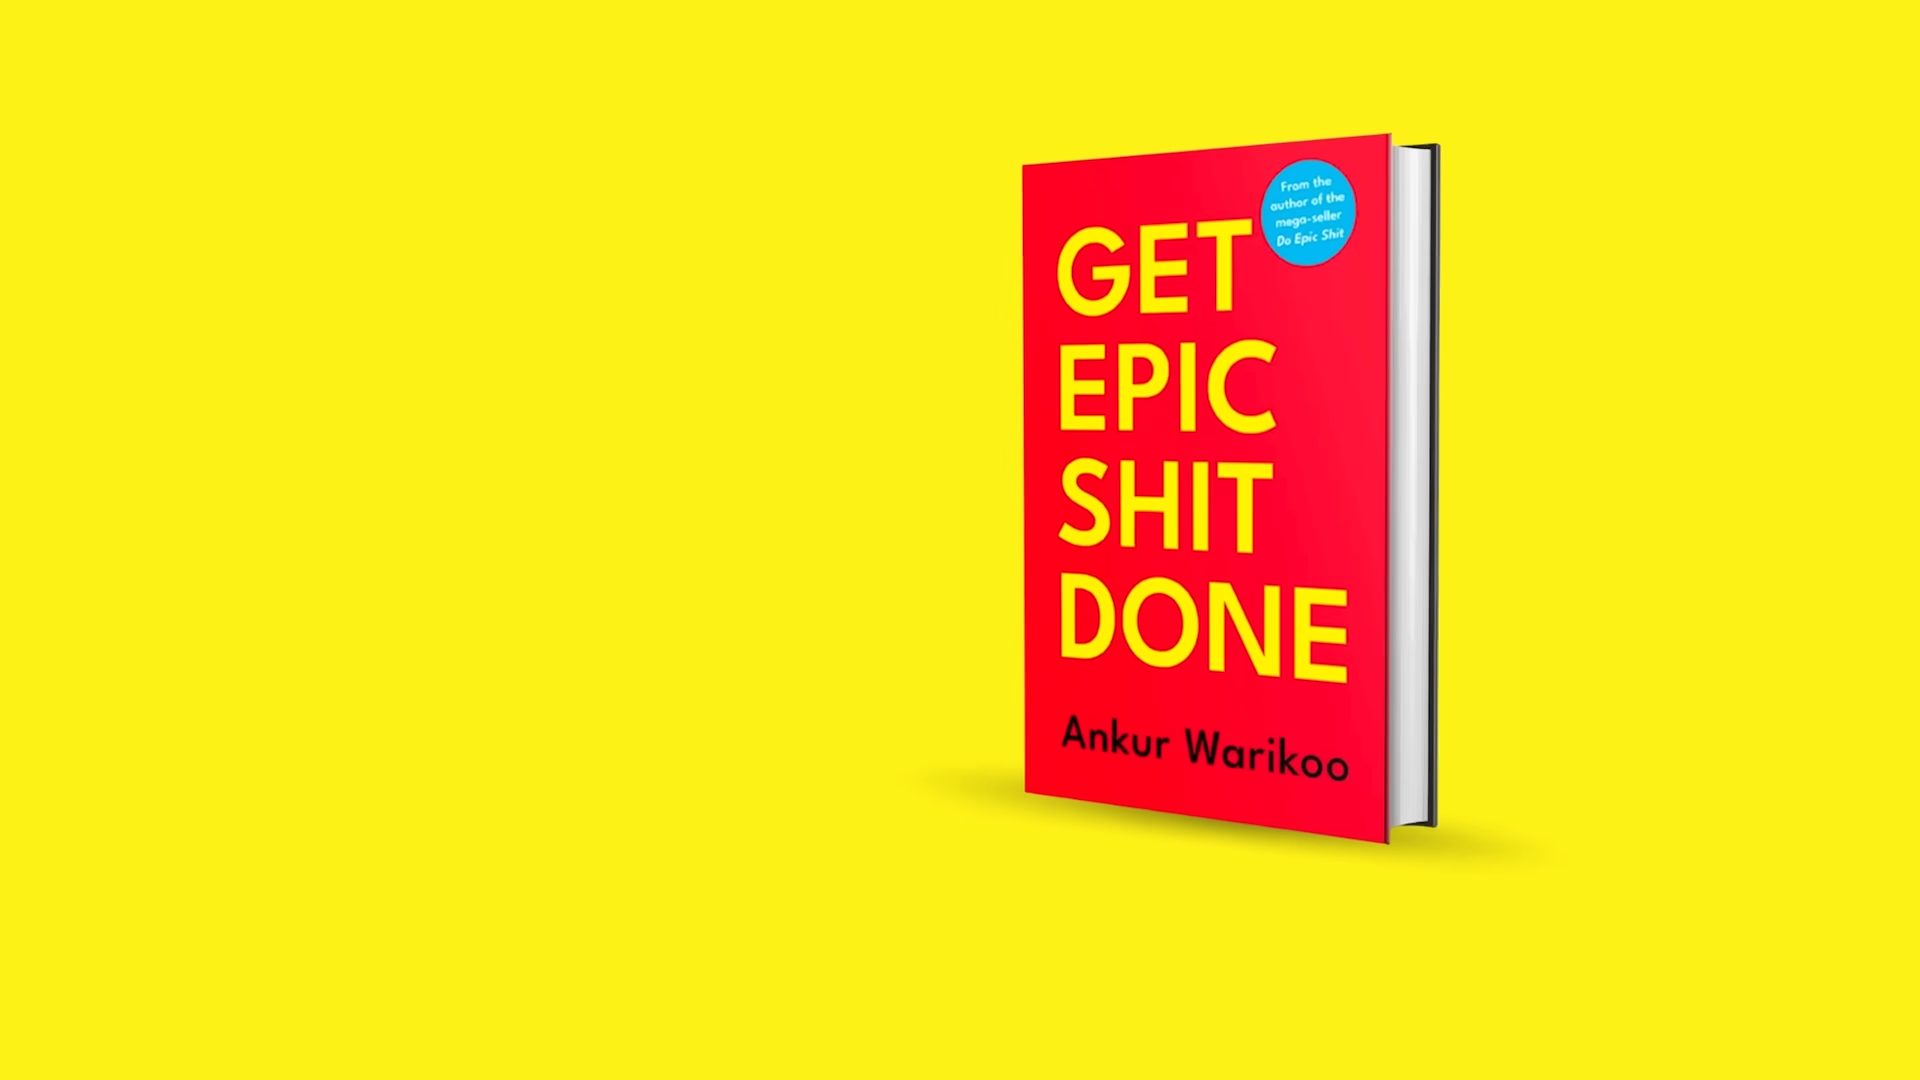 From the
author of the
mega-seller
Do Epic Shit
GET
EPIC
SHIT
DONE
Ankur Warikoo